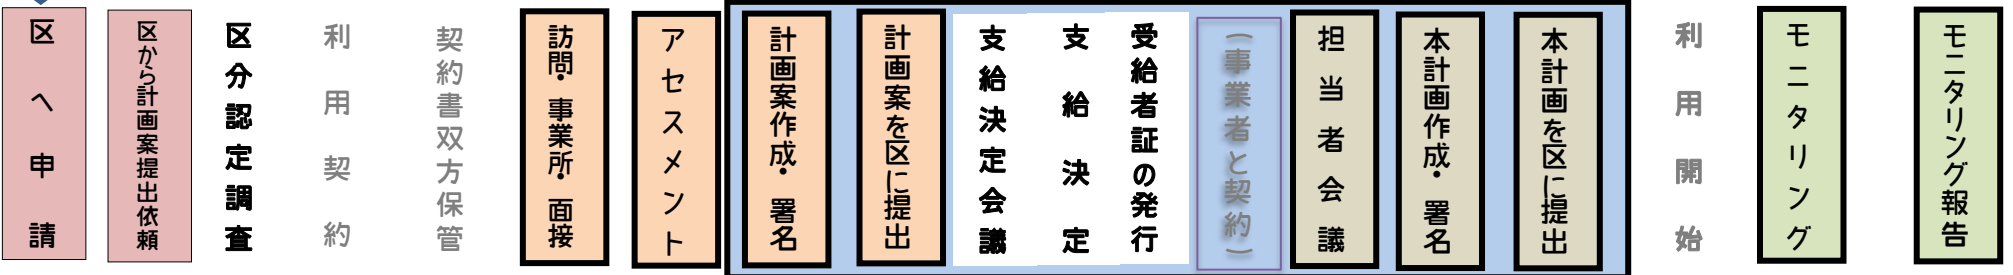 区へ申請
区から計画案提出依頼
区分認定調査
利用契約
契約書双方保管
訪問・事業所・面接
アセスメント
計画案作成・署名
計画案を区に提出
支給決定会議
支給決定
受給者証の発行
(事業者と契約)
担当者会議
本計画作成・署名
本計画を区に提出
利用開始
モニタリング
モニタリング報告